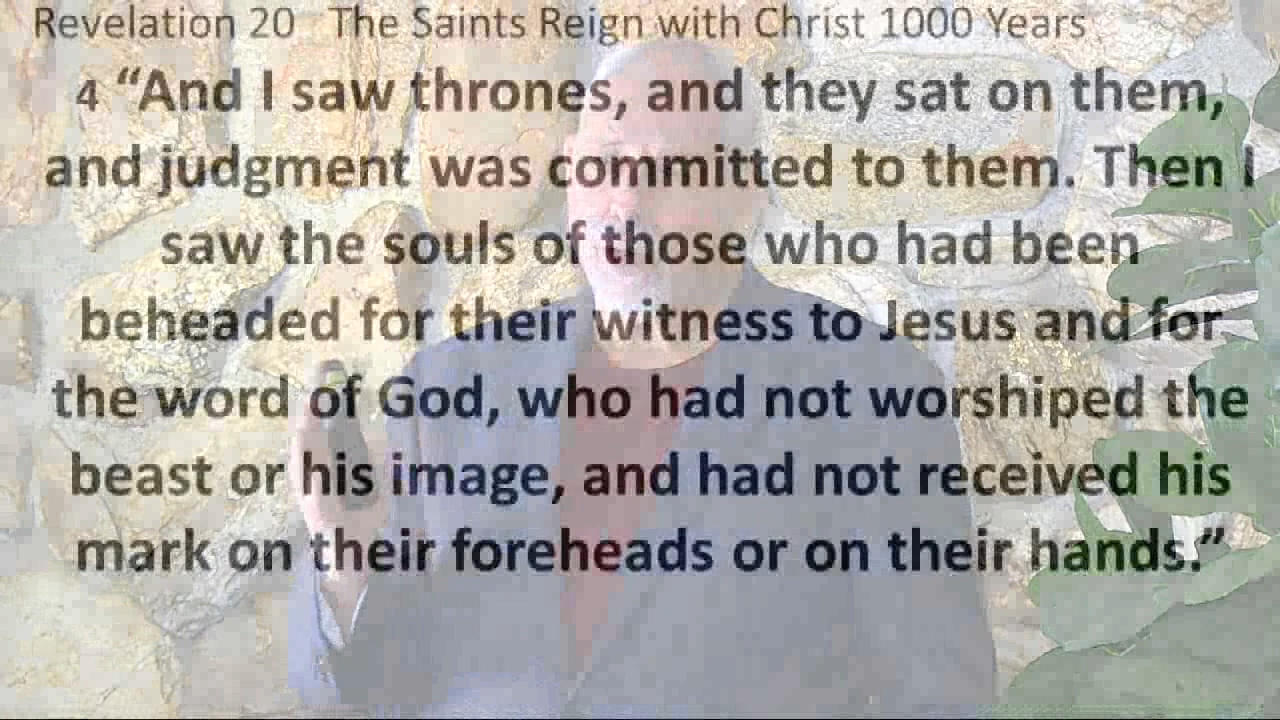 Revelation 20 The Saints Reign with Christ 1000 Years
4 “And I saw thrones, and they sat on them,
and judgment was committed to them. Then I
saw the souls of those who had been
beheaded for their witness to Jesus and for
the word of God, who had not worshiped the
beast or his image, and had not received his
mark on their foreheads or on their hands.”